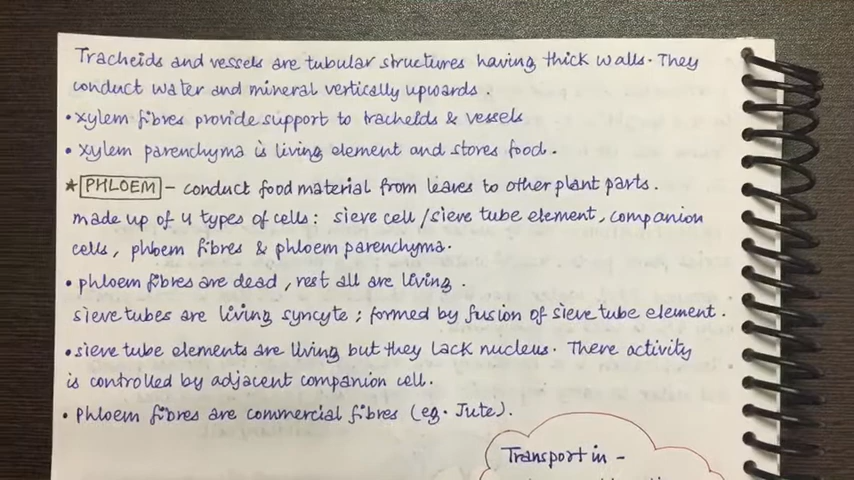 Tracheids and vessels are tubular structures having thick walls. They
conduct water and mineral vertically upwards.
• xylem fibres provide support to tracheids & vessels
• xylem parenchyma is living element and stores food.
★ PHLOEM - conduct food material from leaves to other plant parts.
made up of 4 types of cells: sieve cell/sieve tube element, companion
cells, phloem fibres & phloem parenchyma.
• phloem fibres are dead, rest all are living.
sieve tubes are living syncyte; formed by fusion of sieve tube element.
• sieve tube elements are living but they lack nucleus. There activity
is controlled by adjacent companion cell.
• Phloem fibres are commercial fibres (eg. Jute).
Transport in -